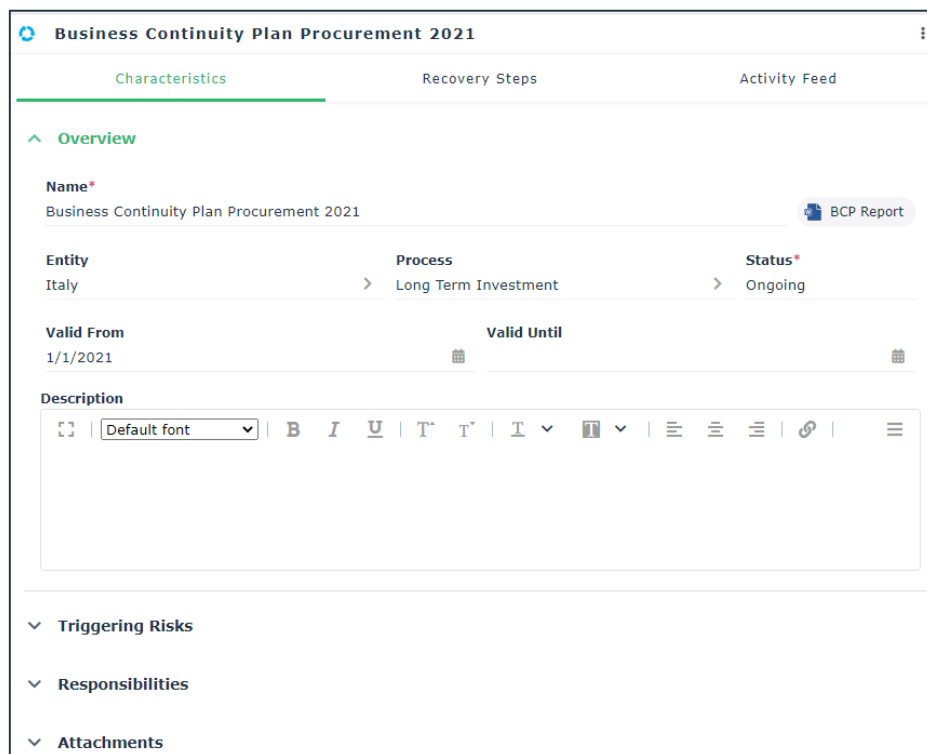 Business Continuity Plan Procurement 2021
Characteristics Recovery Steps Activity Feed
Overview
Name*
Business Continuity Plan Procurement 2021 BCP Report
Entity Process Status*
Italy Long Term Investment Ongoing
Valid From Valid Until
1/1/2021
Description
Default font B I U T T T T
Triggering Risks
Responsibilities
Attachments